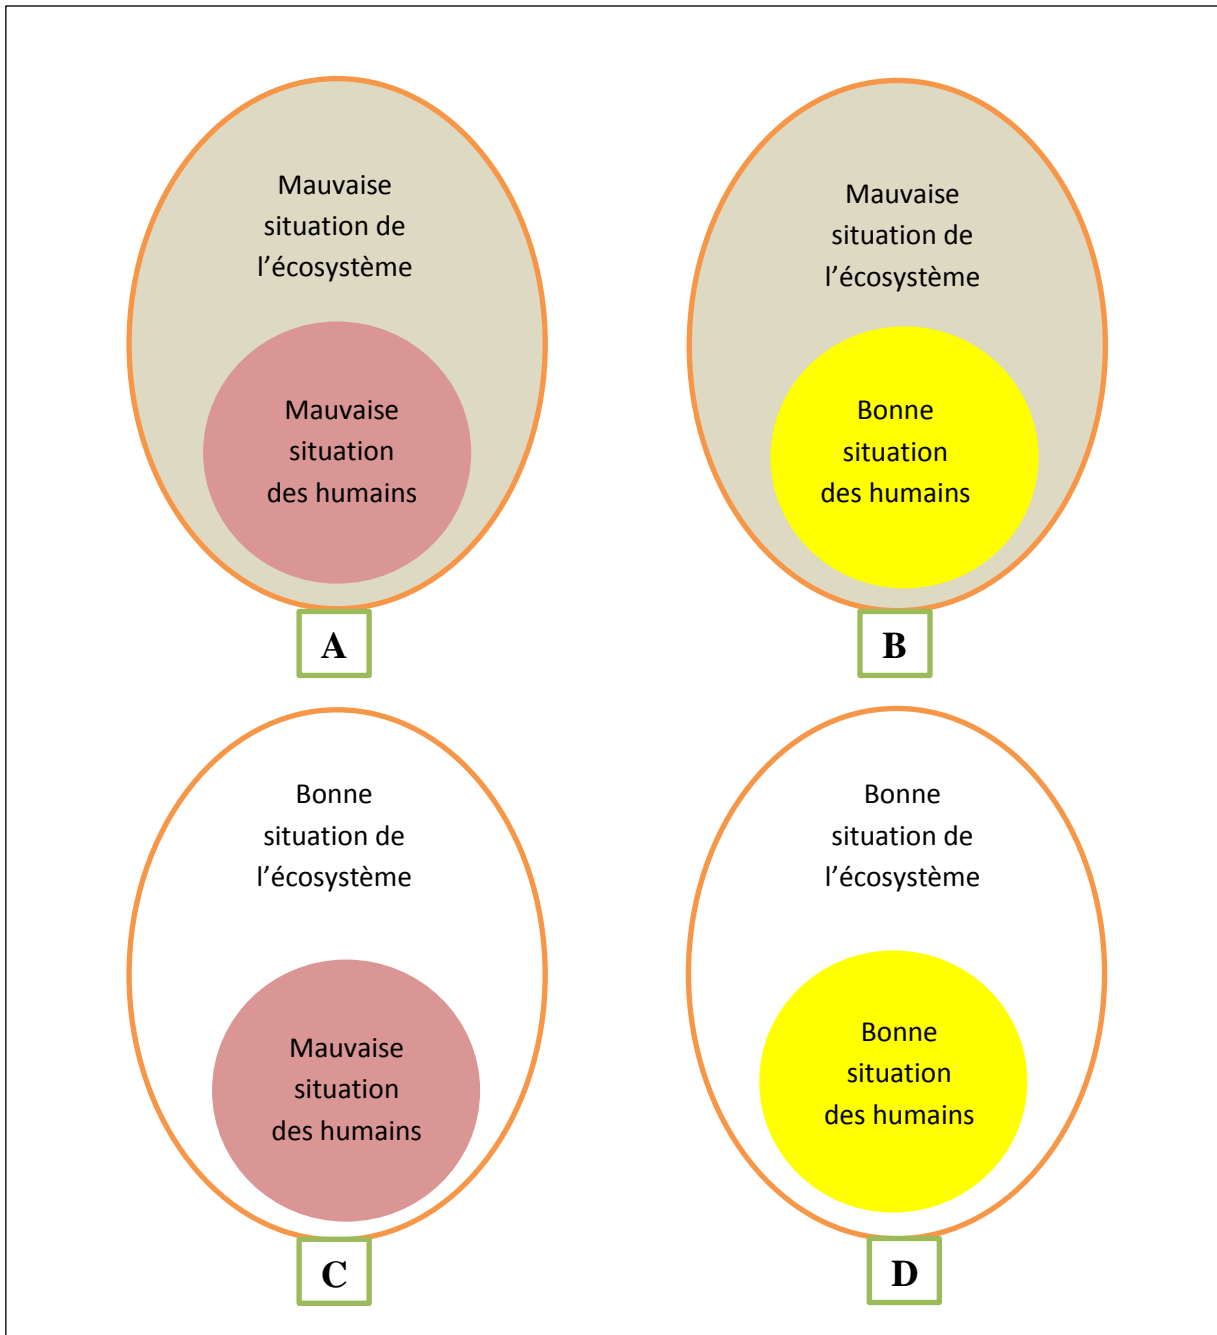 Mauvaise
situation de
l’écosystème
Mauvaise
situation
des humains
A
Mauvaise
situation de
l’écosystème
Bonne
situation
des humains
B
Bonne
situation de
l’écosystème
Mauvaise
situation
des humains
C
Bonne
situation de
l’écosystème
Bonne
situation
des humains
D